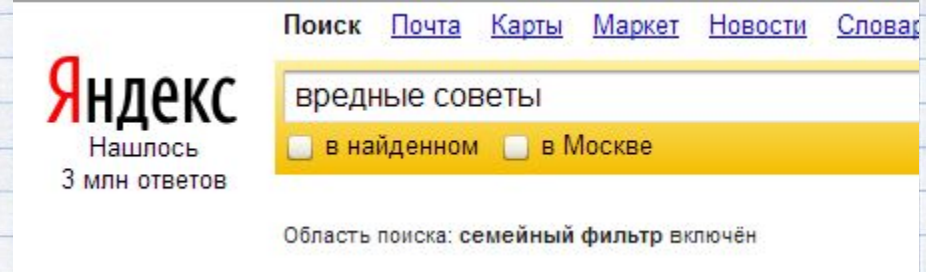 Поиск Почта Карты Маркет Новости Словар
Яндекс
вредные советы
в найденном в Москве
Нашлось
3 млн ответов
Область поиска: семейный фильтр включён